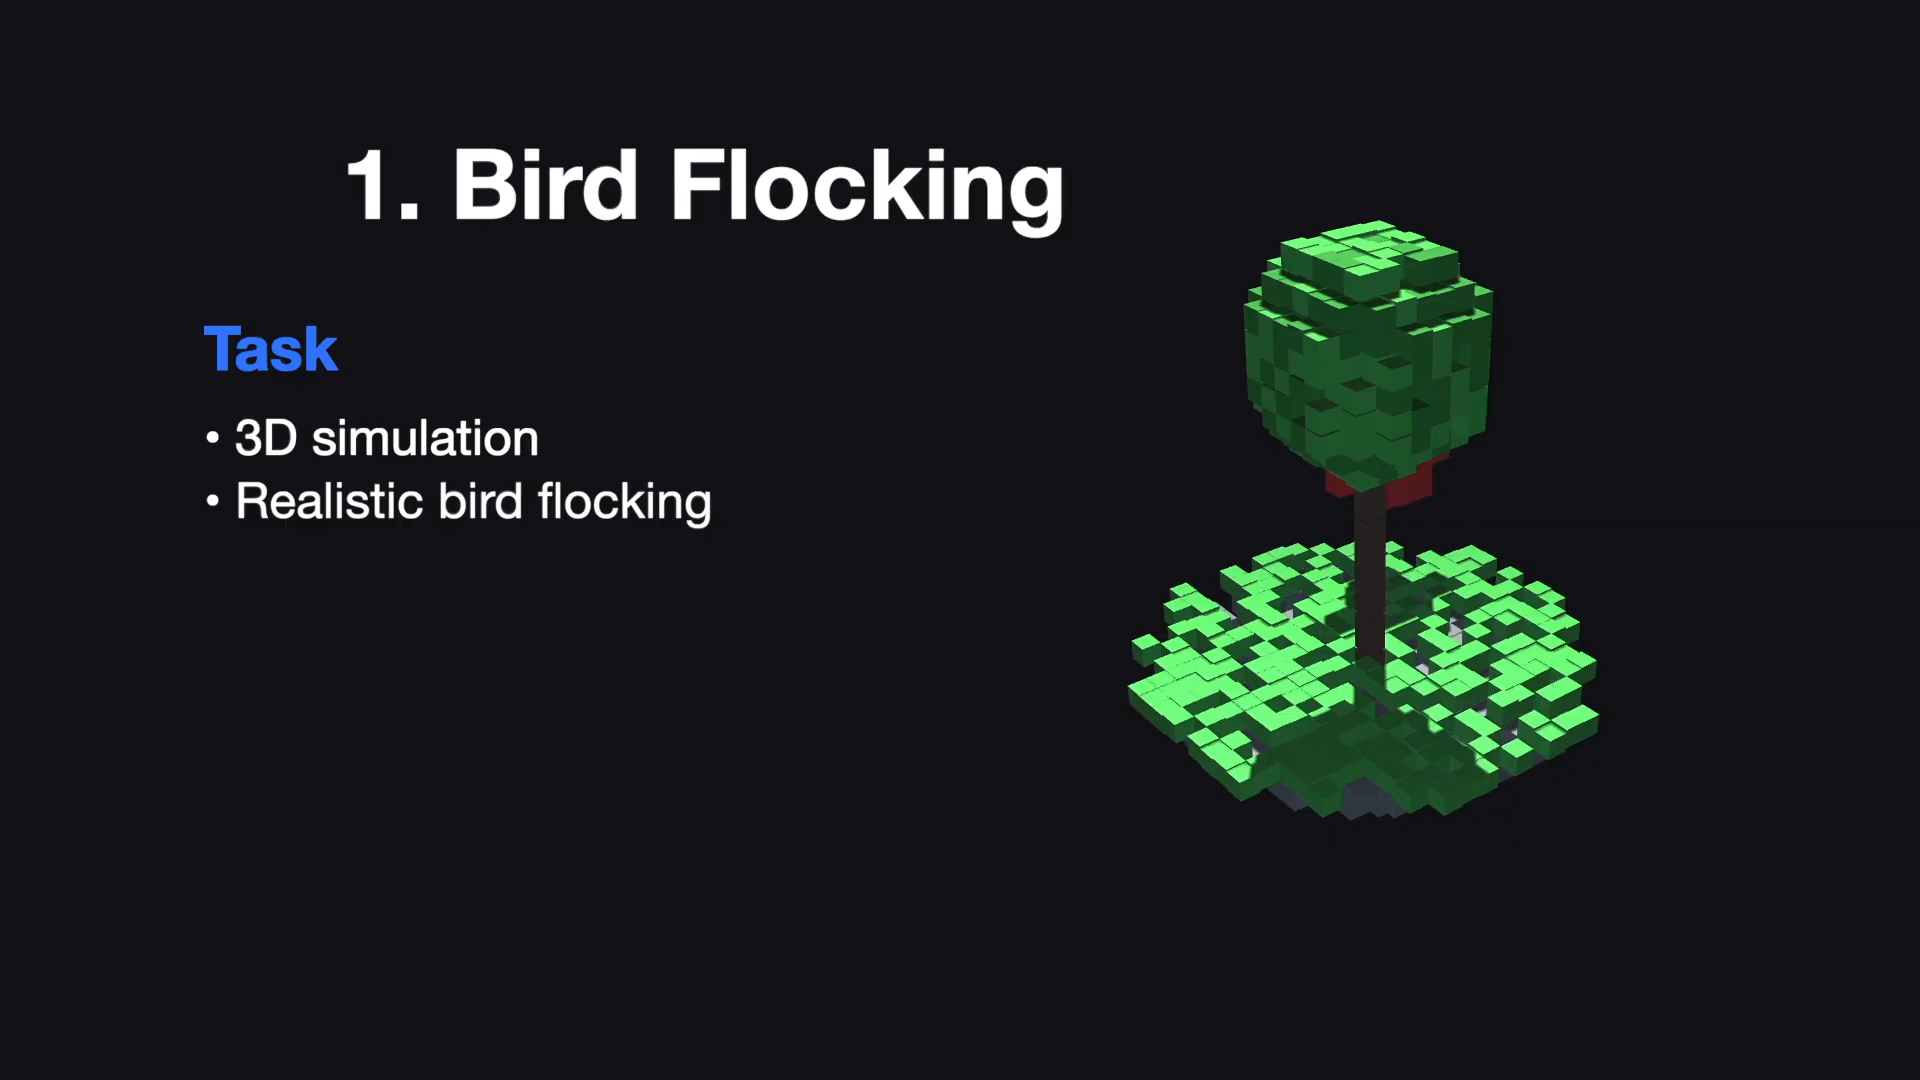 1. Bird Flocking
Task
• 3D simulation
• Realistic bird flocking